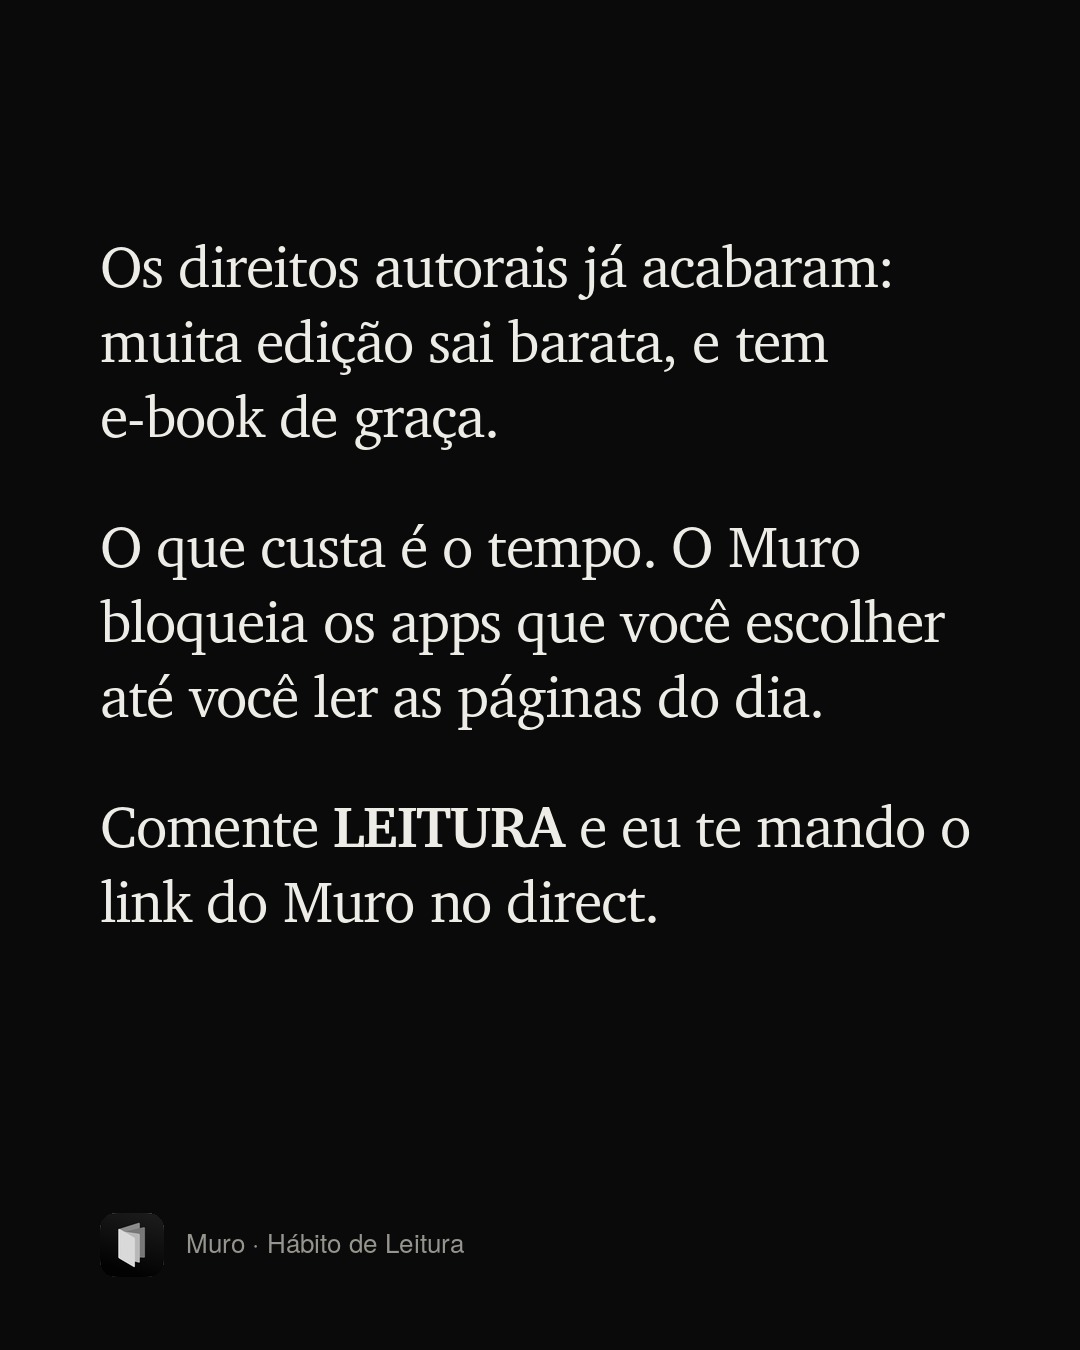 Os direitos autorais já acabaram:
muita edição sai barata, e tem
e-book de graça.
O que custa é o tempo. O Muro
bloqueia os apps que você escolher
até você ler as páginas do dia.
Comente LEITURA e eu te mando o
link do Muro no direct.
Muro · Hábito de Leitura